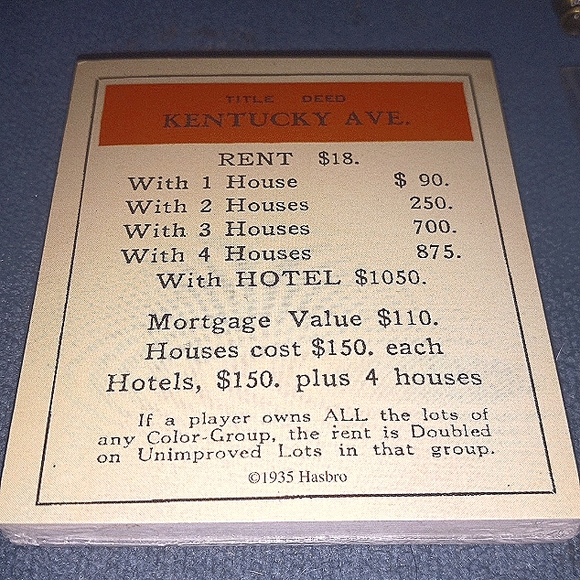 TITLE DEED
KENTUCKY AVE.
RENT $18.
With 1 House $ 90.
With 2 Houses 250.
With 3 Houses 700.
With 4 Houses 875.
With HOTEL $1050.
Mortgage Value $110.
Houses cost $150. each
Hotels, $150. plus 4 houses
If a player owns ALL the lots of
any Color-Group, the rent is Doubled
on Unimproved Lots in that group.
©1935 Hasbro